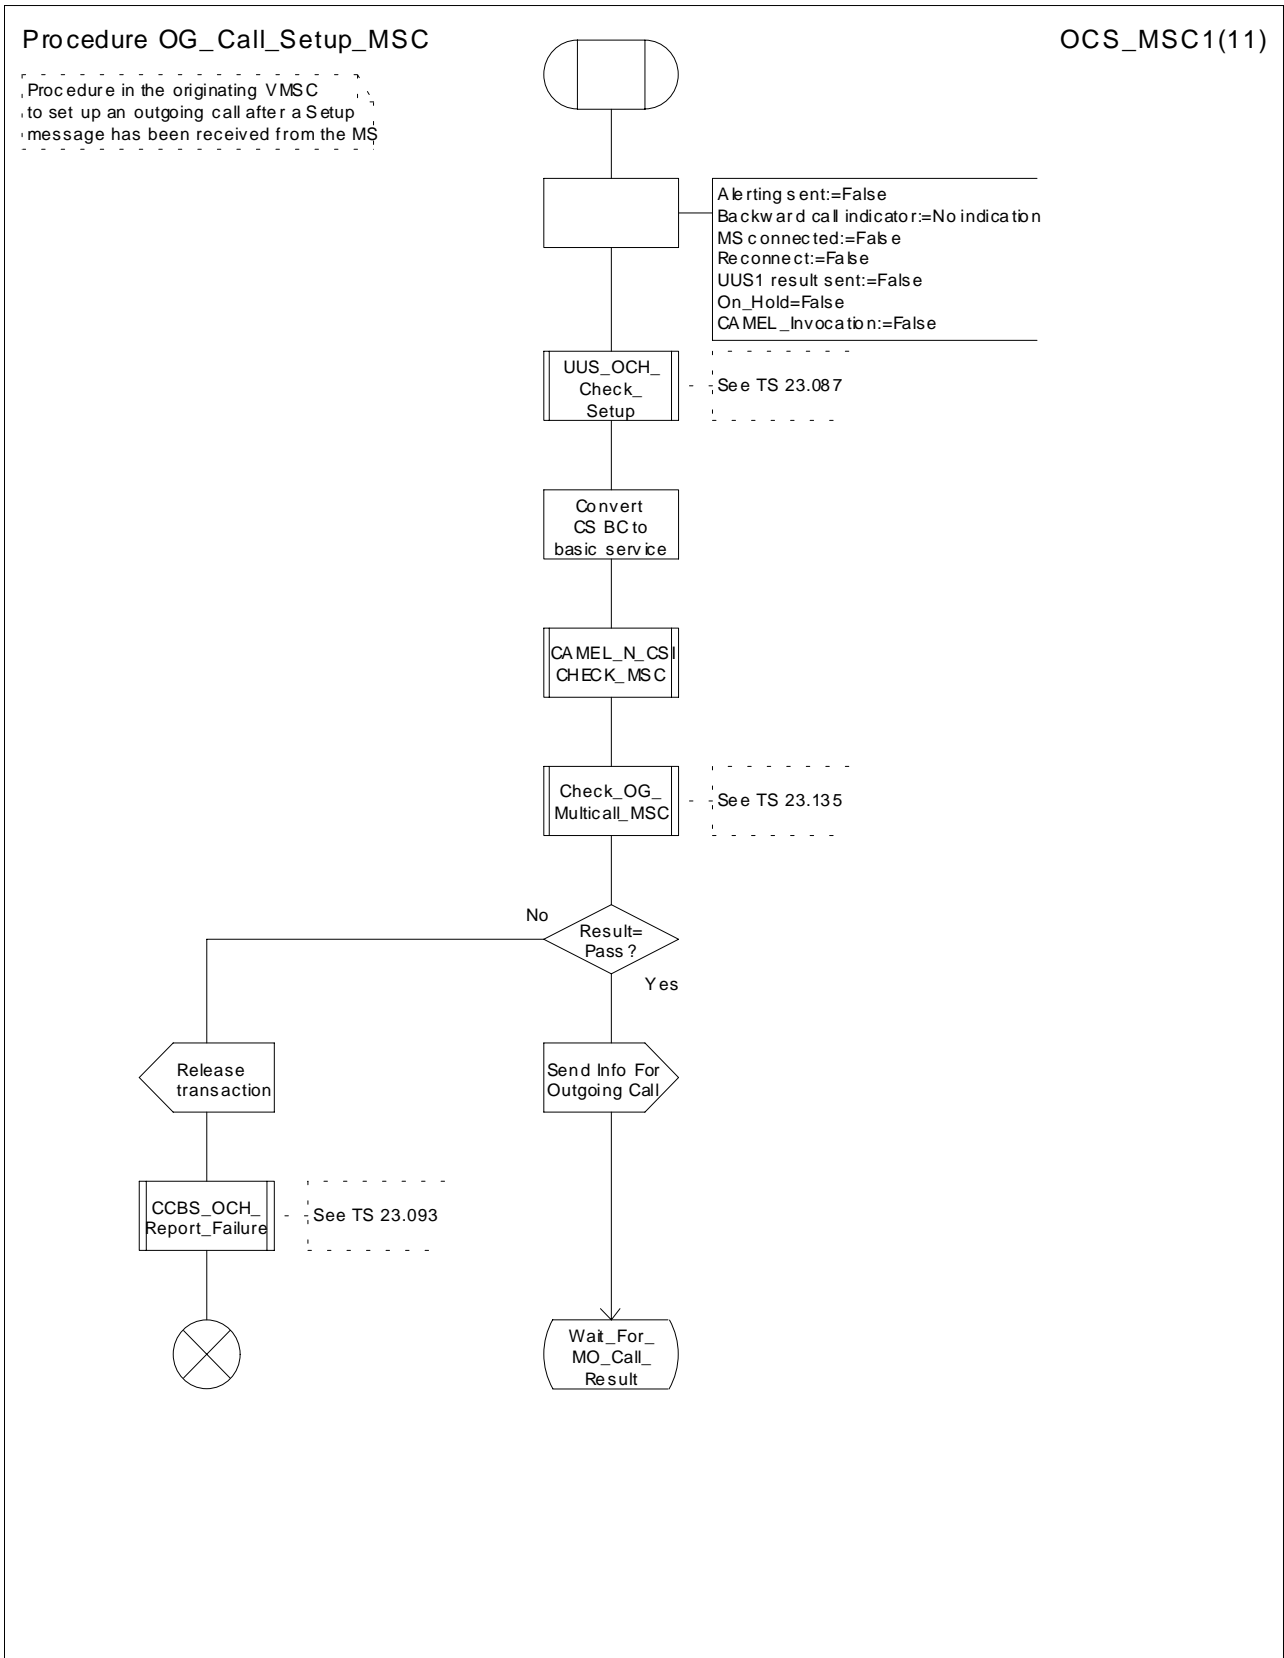 Procedure OG_Call_Setup_MSC
OCS_MSC1(11)
Procedure in the originating VMSC
to set up an outgoing call after a Setup
message has been received from the MS
Alerting sent:=False
Backward call indicator:=No indication
MS connected:=False
Reconnect:=False
UUS1 result sent:=False
On_Hold=False
CAMEL_Invocation:=False
UUS_OCH_
Check_
Setup
See TS 23.087
Convert
CS BC to
basic service
CAMEL_N_CSI
CHECK_MSC
Check_OG_
Multicall_MSC
See TS 23.135
No
Result=
Pass?
Yes
Release
transaction
Send Info For
Outgoing Call
CCBS_OCH_
Report_Failure
See TS 23.093
Wait_For_
MO_Call_
Result